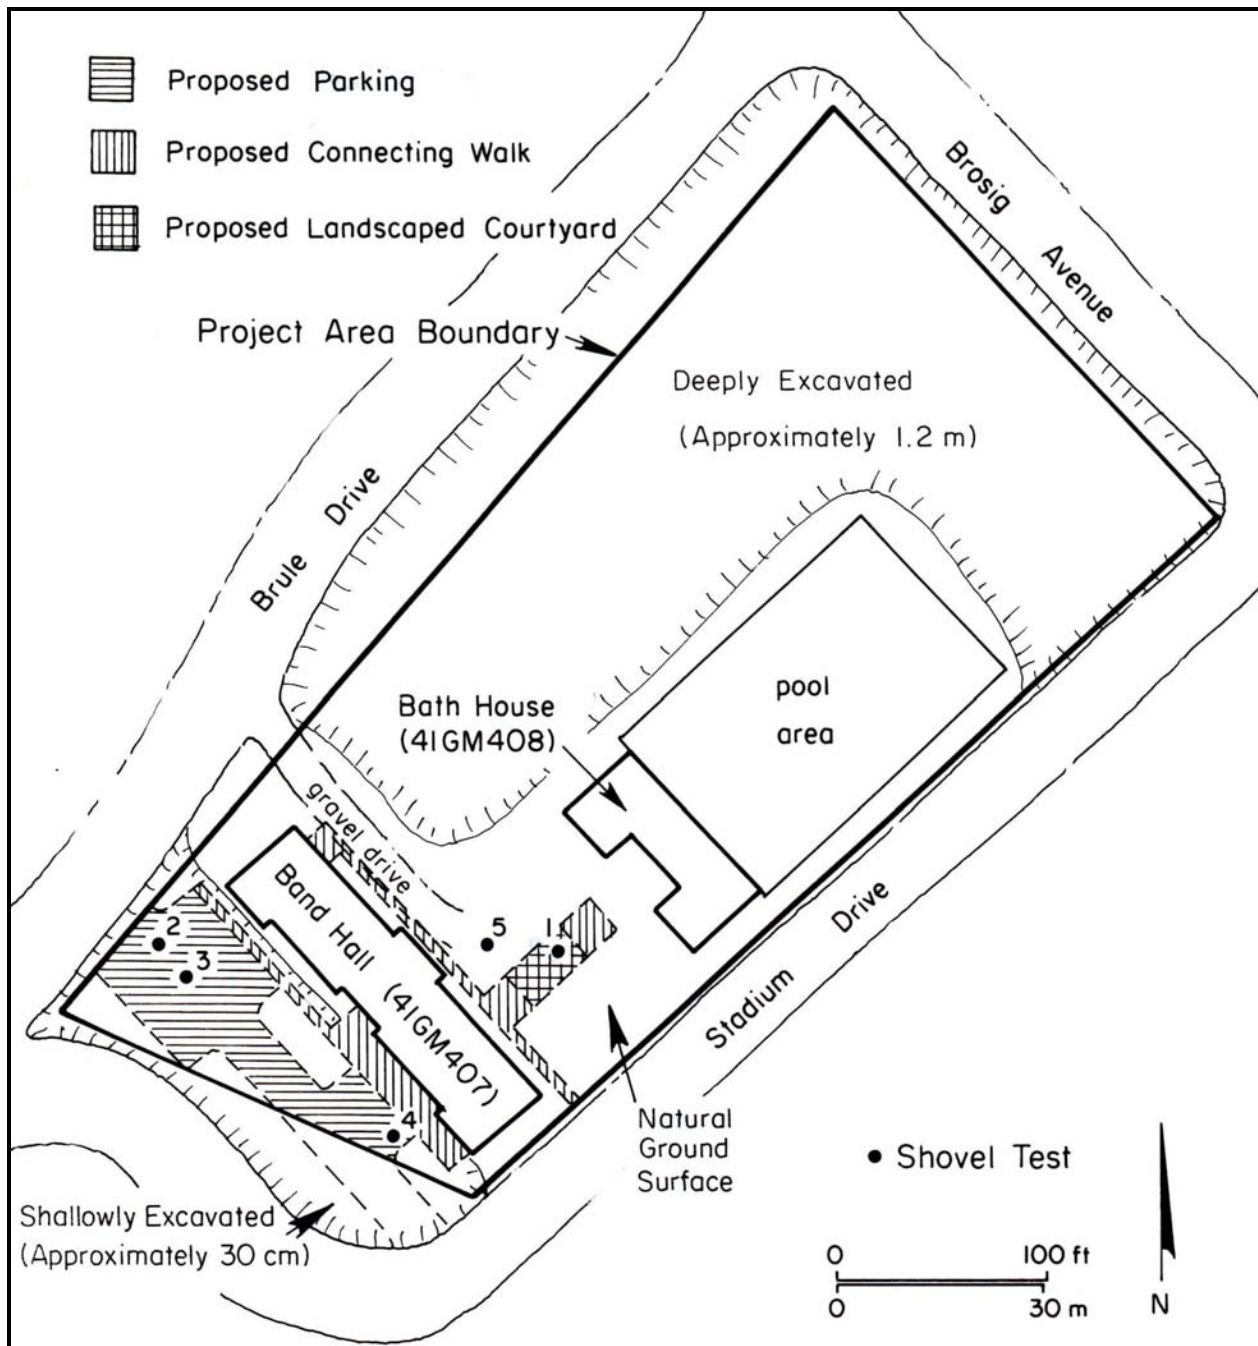 Proposed Parking
Proposed Connecting Walk
Proposed Landscaped Courtyard
Brosig Avenue
Project Area Boundary
Deeply Excavated
(Approximately 1.2 m)
Brule Drive
Bath House
(41GM408)
pool
area
gravel drive
Band Hall (41GM407)
2
3
5
1
4
Stadium Drive
Natural
Ground
Surface
Shovel Test
Shallowly Excavated
(Approximately 30 cm)
0 100 ft
0 30 m
N